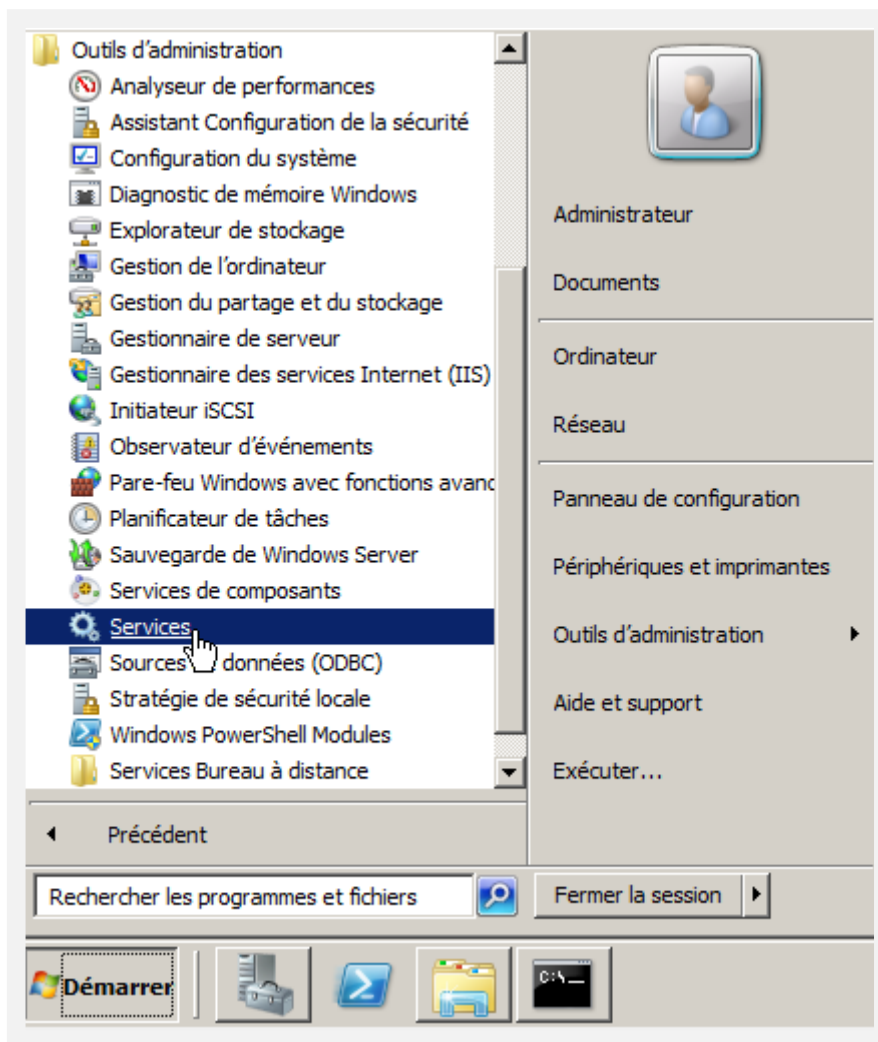 Outils d'administration
Analyseur de performances
Assistant Configuration de la sécurité
Configuration du système
Diagnostic de mémoire Windows
Explorateur de stockage
Gestion de l'ordinateur
Gestion du partage et du stockage
Gestionnaire de serveur
Gestionnaire des services Internet (IIS)
Initiateur iSCSI
Observateur d'événements
Pare-feu Windows avec fonctions avanc
Planificateur de tâches
Sauvegarde de Windows Server
Services de composants
Services
Sources données (ODBC)
Stratégie de sécurité locale
Windows PowerShell Modules
Services Bureau à distance
Précédent
Rechercher les programmes et fichiers
Administrateur
Documents
Ordinateur
Réseau
Panneau de configuration
Périphériques et imprimantes
Outils d'administration
Aide et support
Exécuter...
Fermer la session
Démarrer
C:\_